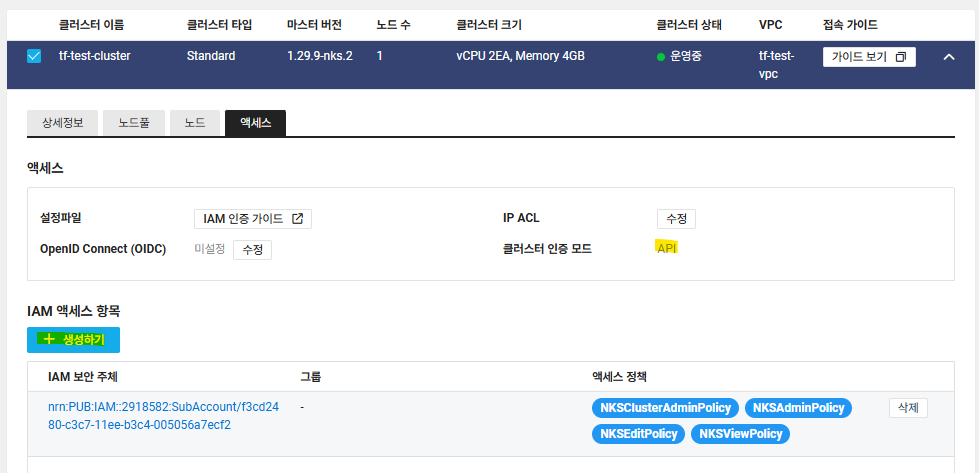 클러스터 이름 클러스터 타입 마스터 버전 노드 수 클러스터 크기 클러스터 상태 VPC 접속 가이드
tf-test-cluster Standard 1.29.9-nks.2 1 vCPU 2EA, Memory 4GB 운영중 tf-test- 가이드 보기
vpc
상세정보 노드풀 노드 액세스
액세스
설정파일 IAM 인증 가이드 IP ACL 수정
OpenID Connect (OIDC) 미설정 수정 클러스터 인증 모드 API
IAM 액세스 항목
+ 생성하기
IAM 보안 주체 그룹 액세스 정책
nrn:PUB:IAM::2918582:SubAccount/f3cd24 - NKSClusterAdminPolicy NKSAdminPolicy 삭제
80-c3c7-11ee-b3c4-005056a7ecf2 NKSEditPolicy NKSViewPolicy